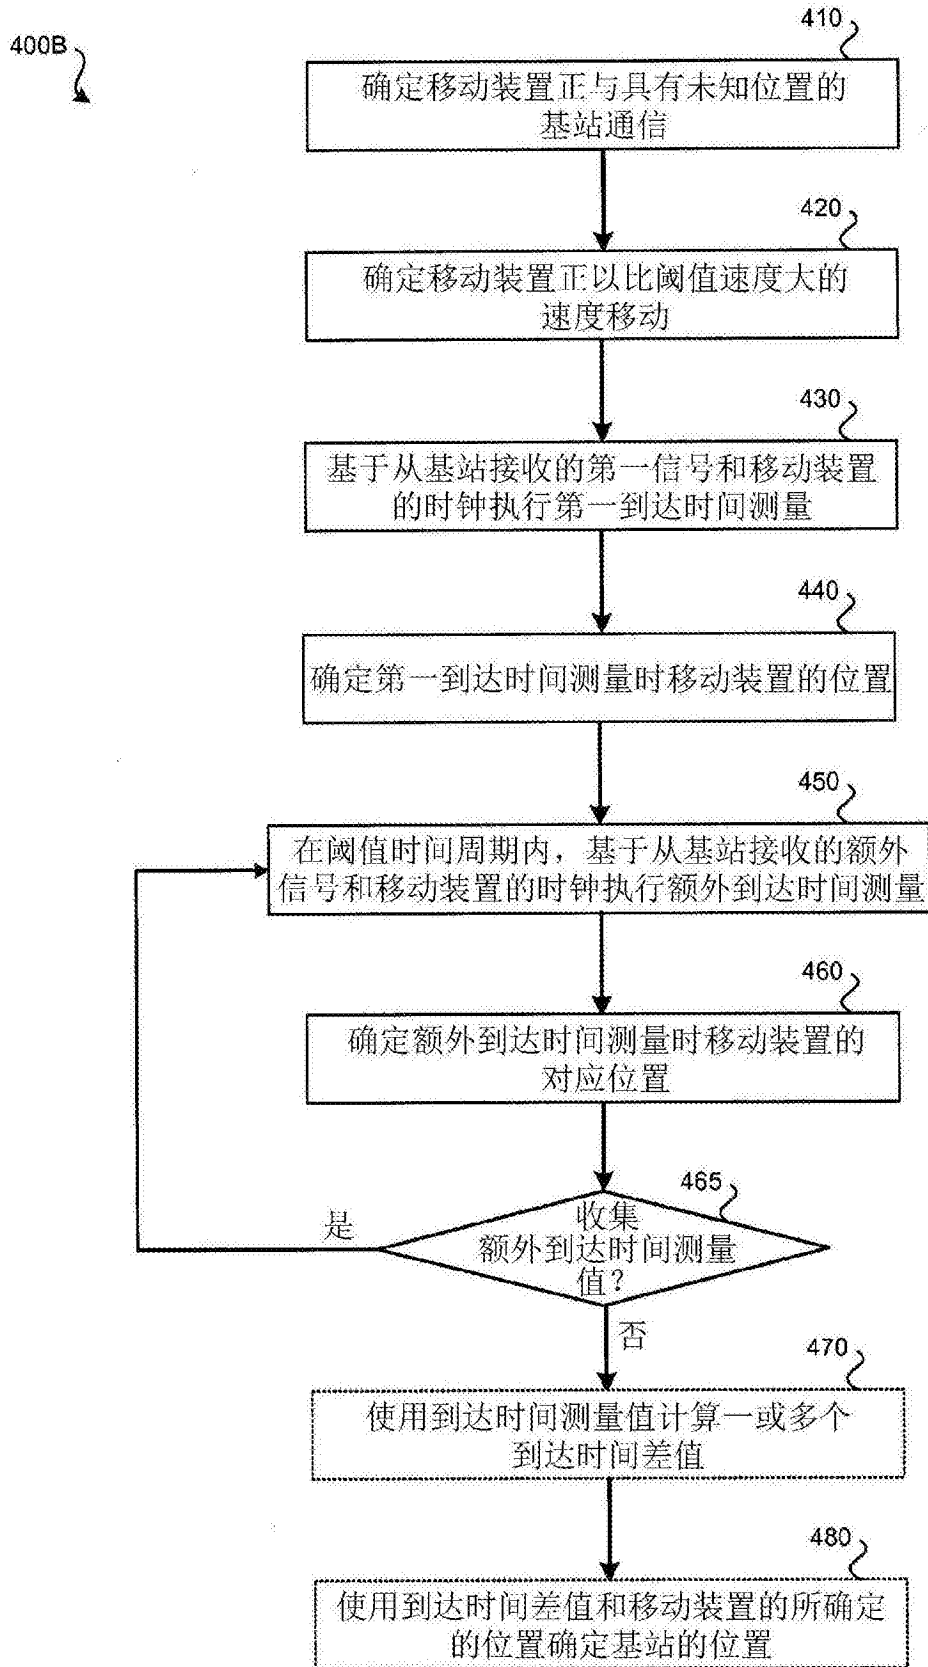 400B
410
确定移动装置正与具有未知位置的
基站通信
420
确定移动装置正以比阈值速度大的
速度移动
430
基于从基站接收的第一信号和移动装置
的时钟执行第一到达时间测量
440
确定第一到达时间测量时移动装置的位置
450
在阈值时间周期内，基于从基站接收的额外
信号和移动装置的时钟执行额外到达时间测量
460
确定额外到达时间测量时移动装置的
对应位置
465
收集
额外到达时间测量
值？
是
否
470
使用到达时间测量值计算一或多个
到达时间差值
480
使用到达时间差值和移动装置的所确定
的位置确定基站的位置